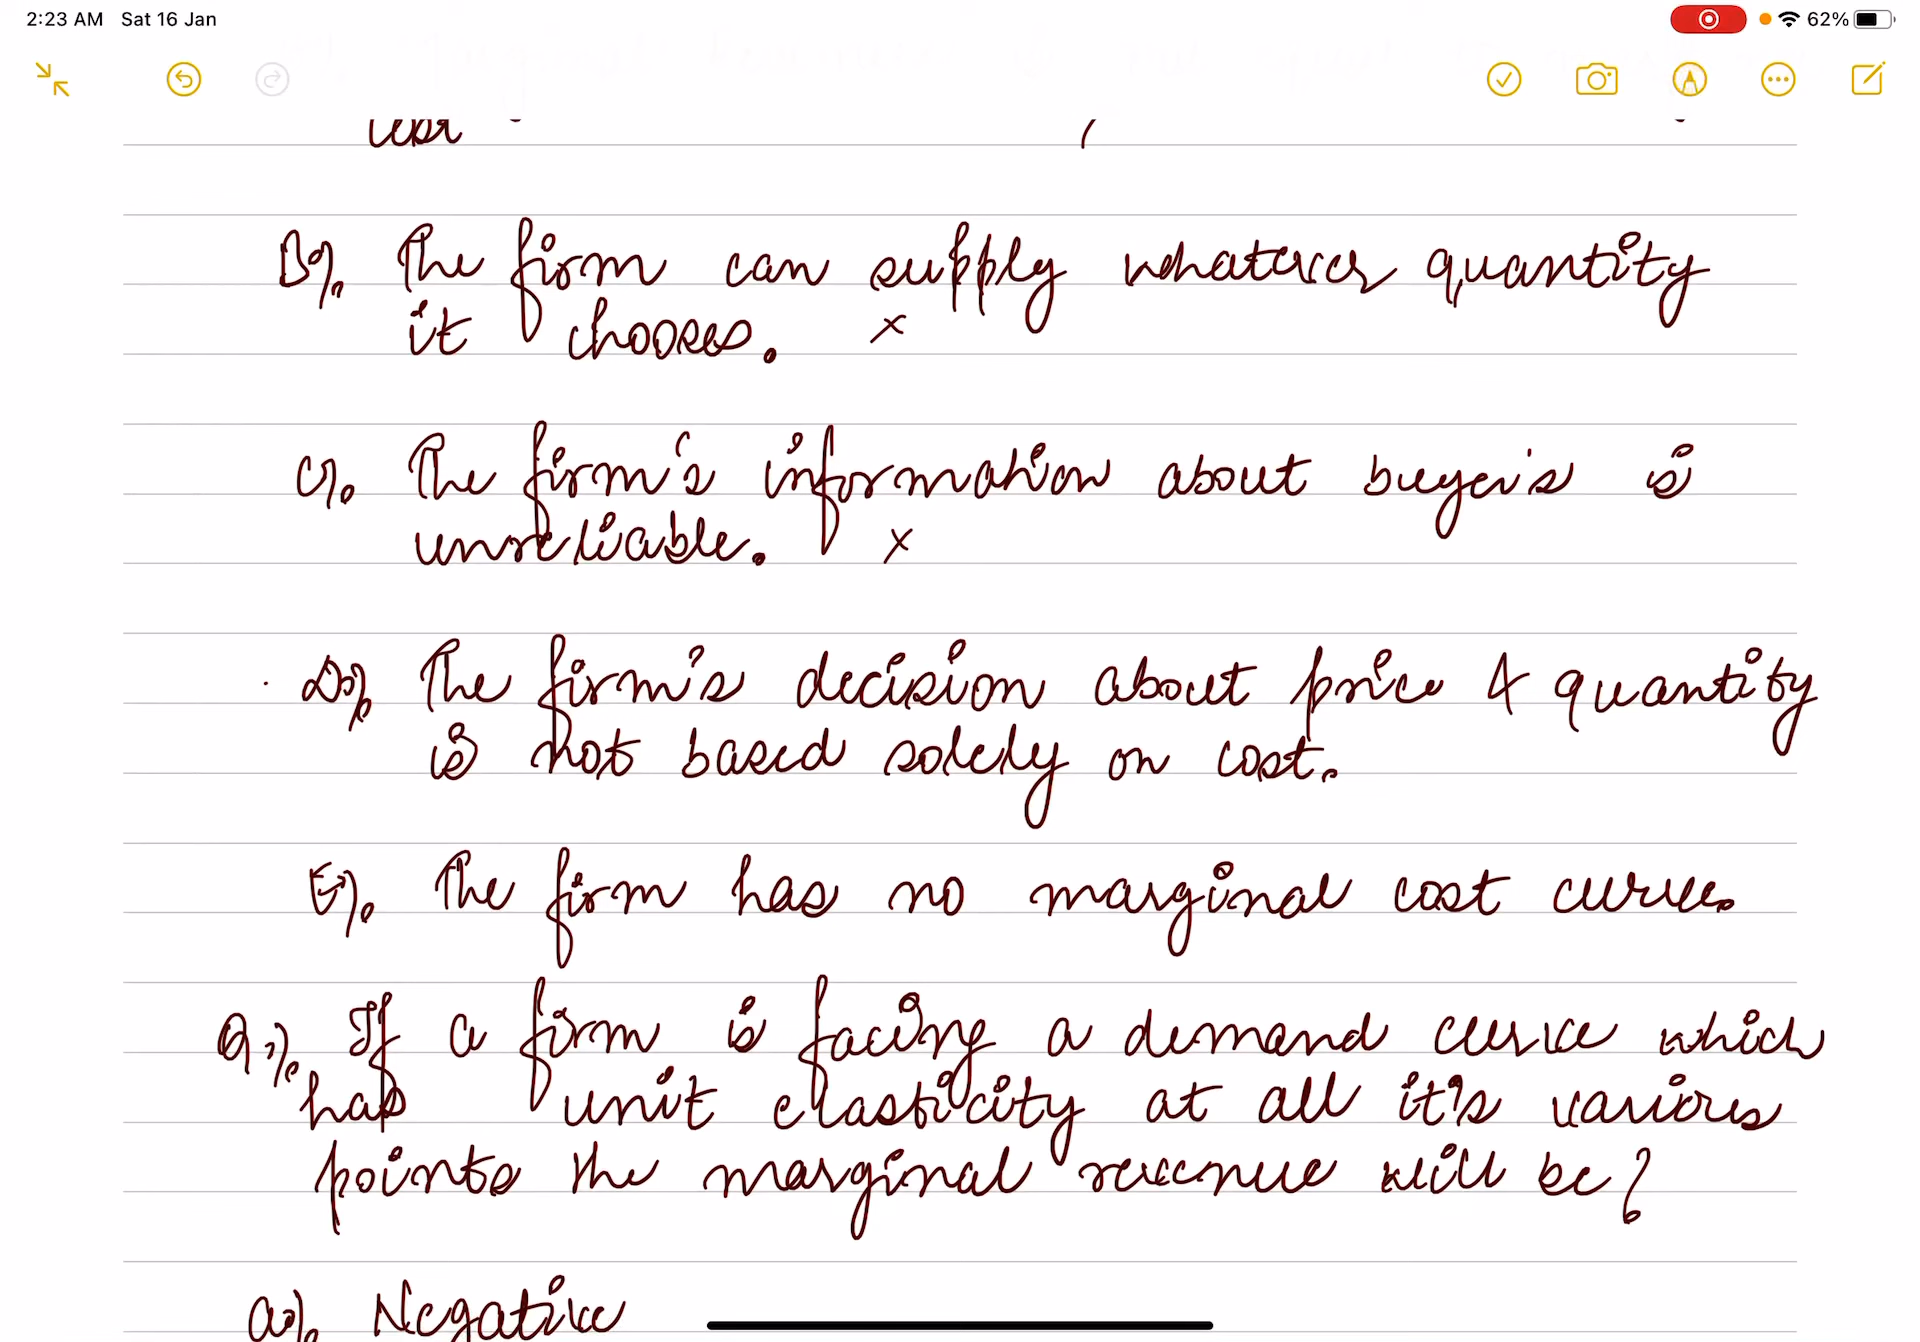 2:23 AM Sat 16 Jan 62%
B%. The firm can supply whatever quantity
it chooses. x
C%. The firm's information about buyer's is
unreliable. x
D%. The firm's decision about price & quantity
is not based solely on cost.
E%. The firm has no marginal cost curve.
Q%. If a firm is facing a demand curve which
has unit elasticity at all it's various
points the marginal revenue will be?
a%. Negative